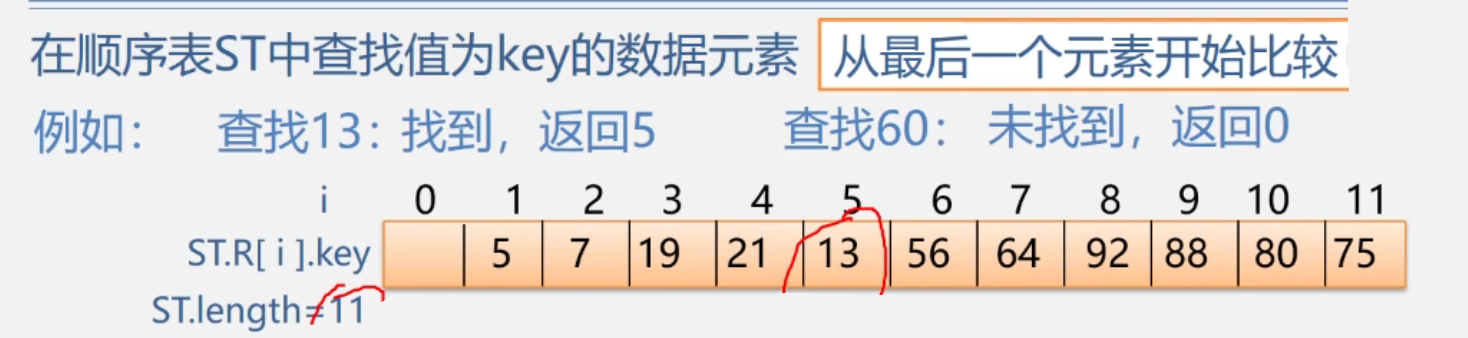 在顺序表ST中查找值为key的数据元素 从最后一个元素开始比较
例如： 查找13：找到，返回5 查找60： 未找到，返回0
i 0 1 2 3 4 5 6 7 8 9 10 11
ST.R[ i ].key 5 7 19 21 13 56 64 92 88 80 75
ST.length=11